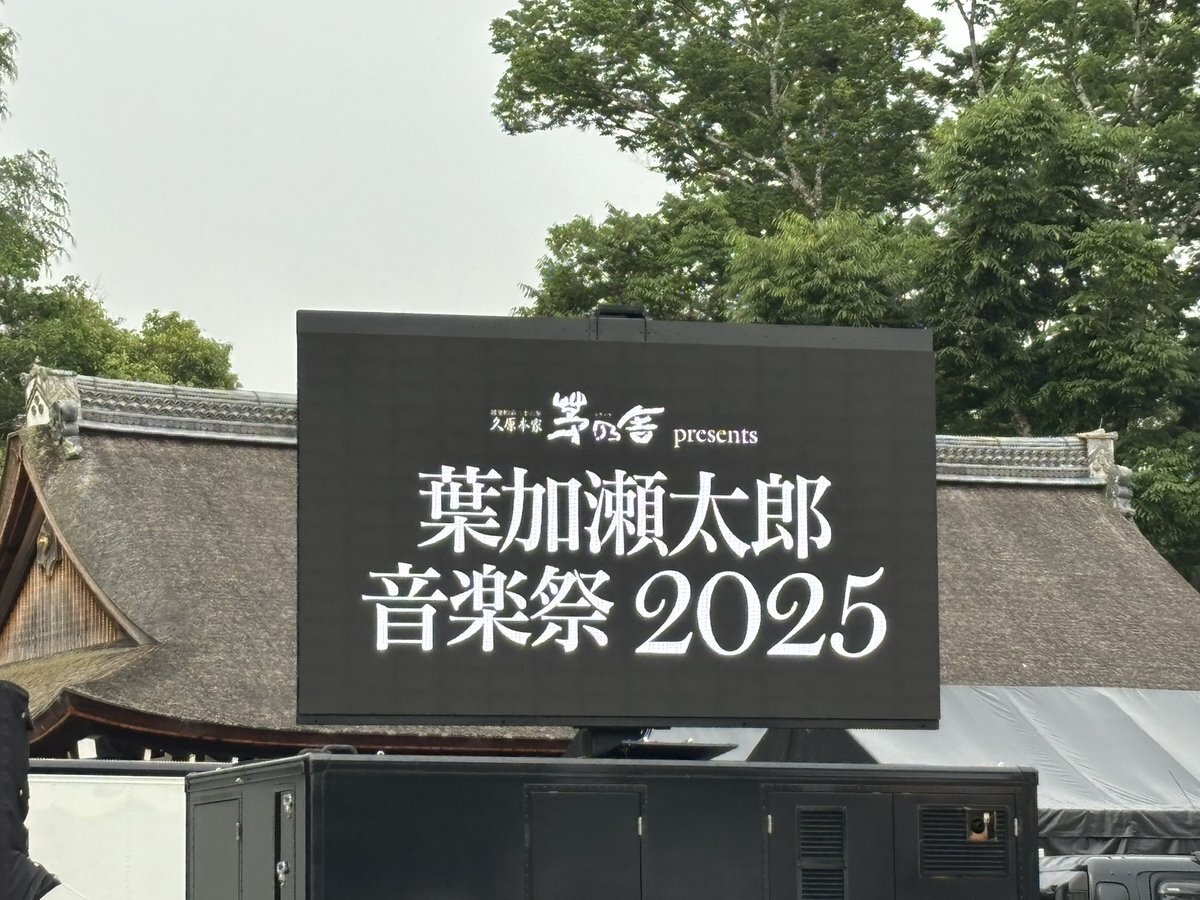 久原本家 茅乃舎 presents
葉加瀬太郎
音楽祭 2025